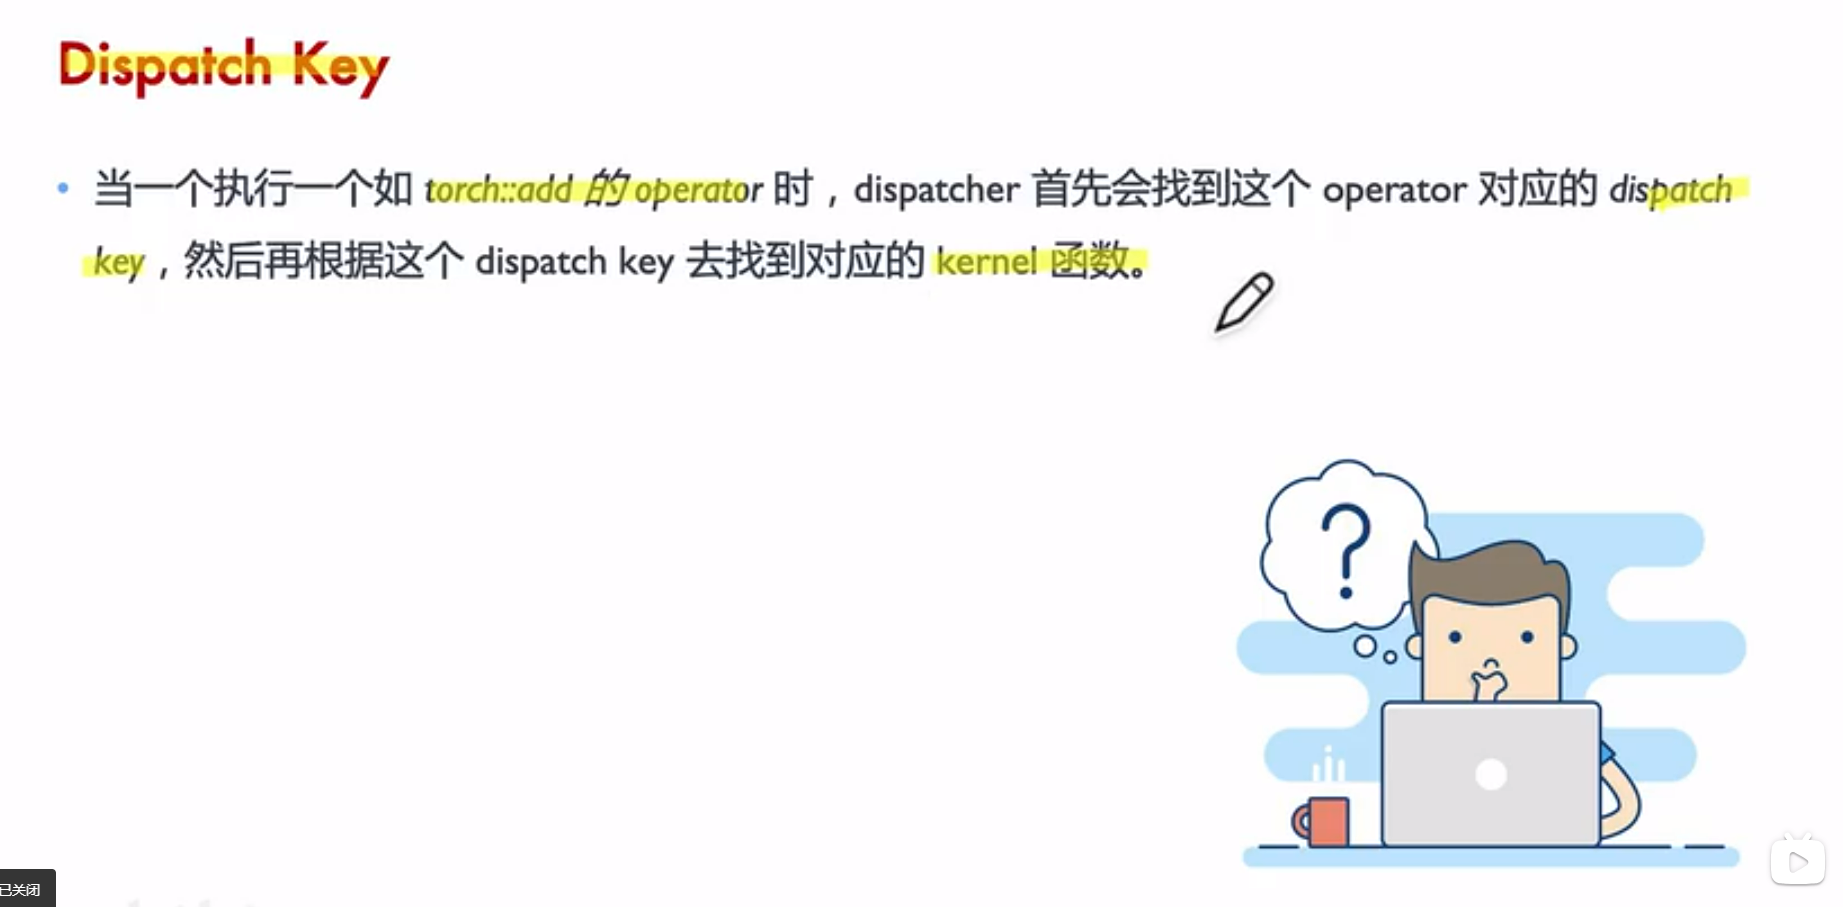 Dispatch Key
• 当一个执行一个如 torch::add 的 operator 时，dispatcher 首先会找到这个 operator 对应的 dispatch
key，然后再根据这个 dispatch key 去找到对应的 kernel 函数。
已关闭